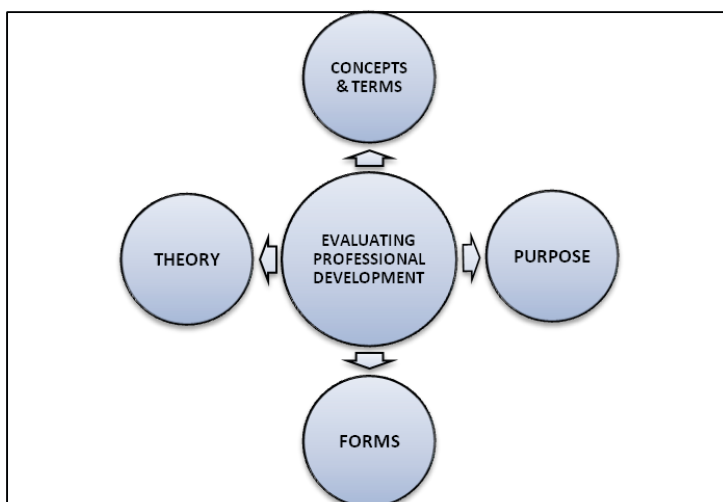 CONCEPTS
& TERMS
THEORY
EVALUATING
PROFESSIONAL
DEVELOPMENT
PURPOSE
FORMS